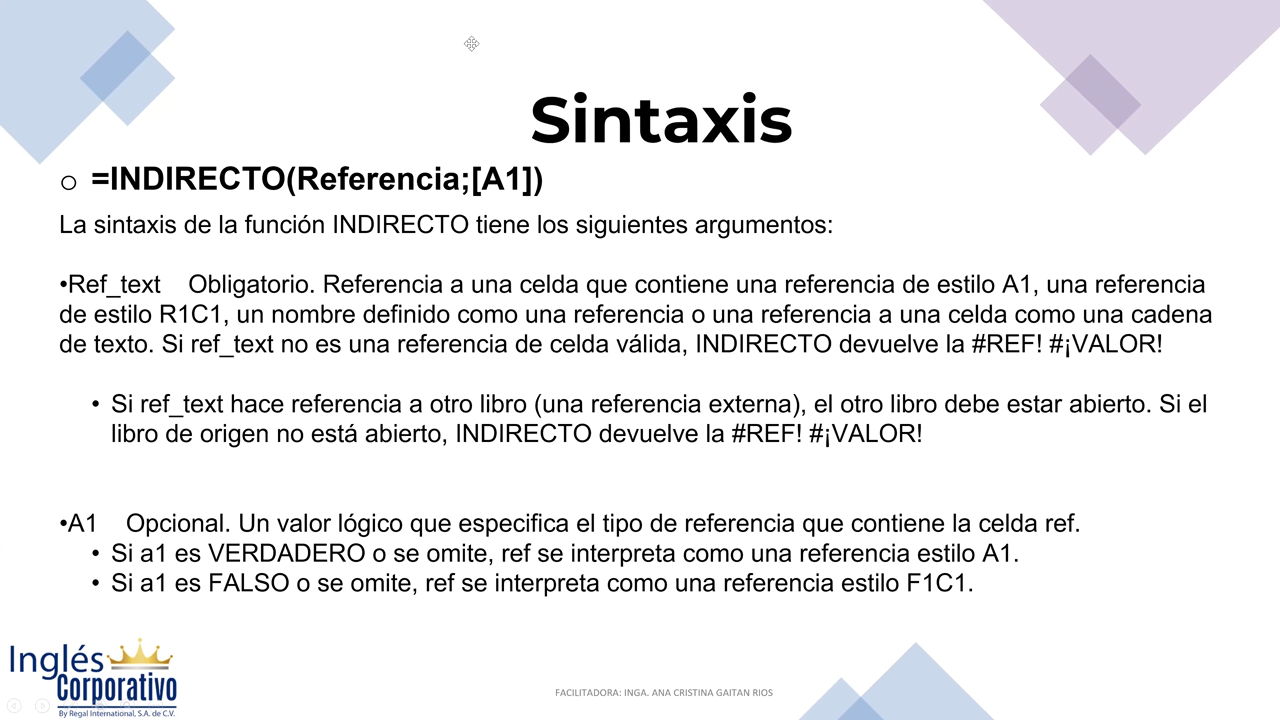 Sintaxis
o =INDIRECTO(Referencia;[A1])
La sintaxis de la función INDIRECTO tiene los siguientes argumentos:
•Ref_text Obligatorio. Referencia a una celda que contiene una referencia de estilo A1, una referencia
de estilo R1C1, un nombre definido como una referencia o una referencia a una celda como una cadena
de texto. Si ref_text no es una referencia de celda válida, INDIRECTO devuelve la #REF! #¡VALOR!
• Si ref_text hace referencia a otro libro (una referencia externa), el otro libro debe estar abierto. Si el
libro de origen no está abierto, INDIRECTO devuelve la #REF! #¡VALOR!
•A1 Opcional. Un valor lógico que especifica el tipo de referencia que contiene la celda ref.
• Si a1 es VERDADERO o se omite, ref se interpreta como una referencia estilo A1.
• Si a1 es FALSO o se omite, ref se interpreta como una referencia estilo F1C1.
Inglés
Corporativo
By Regal International, S.A. de C.V.
FACILITADORA: INGA. ANA CRISTINA GAITAN RIOS